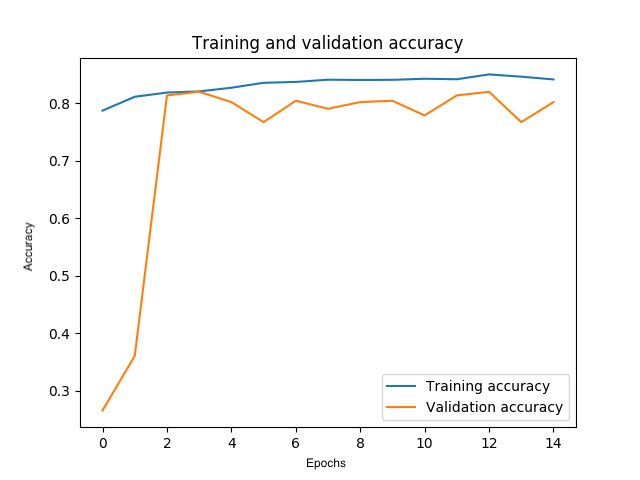 Training and validation accuracy
0.8
0.7
0.6
0.5
0.4
0.3
Accuracy
Training accuracy
Validation accuracy
0 2 4 6 8 10 12 14
Epochs